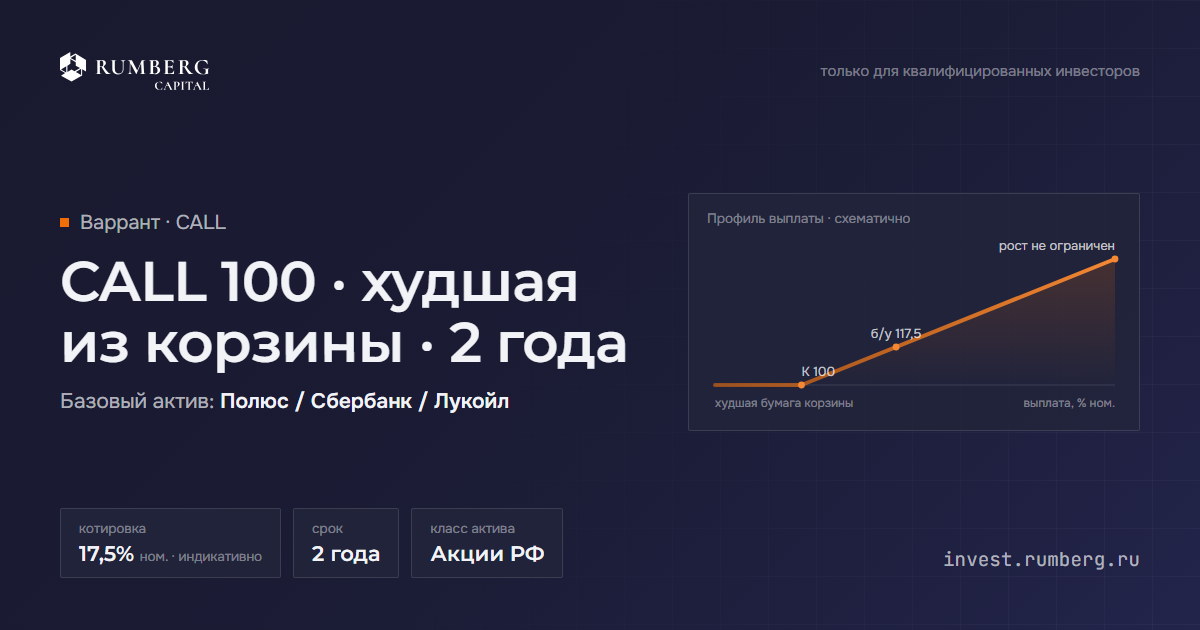 RUMBERG
CAPITAL
только для квалифицированных инвесторов
Варрант · CALL
CALL 100 · худшая
из корзины · 2 года
Базовый актив: Полюс / Сбербанк / Лукойл
Профиль выплаты · схематично
рост не ограничен
б/у 117,5
К 100
худшая бумага корзины
выплата, % ном.
котировка
17,5% ном. · индикативно
срок
2 года
класс актива
Акции РФ
invest.rumberg.ru